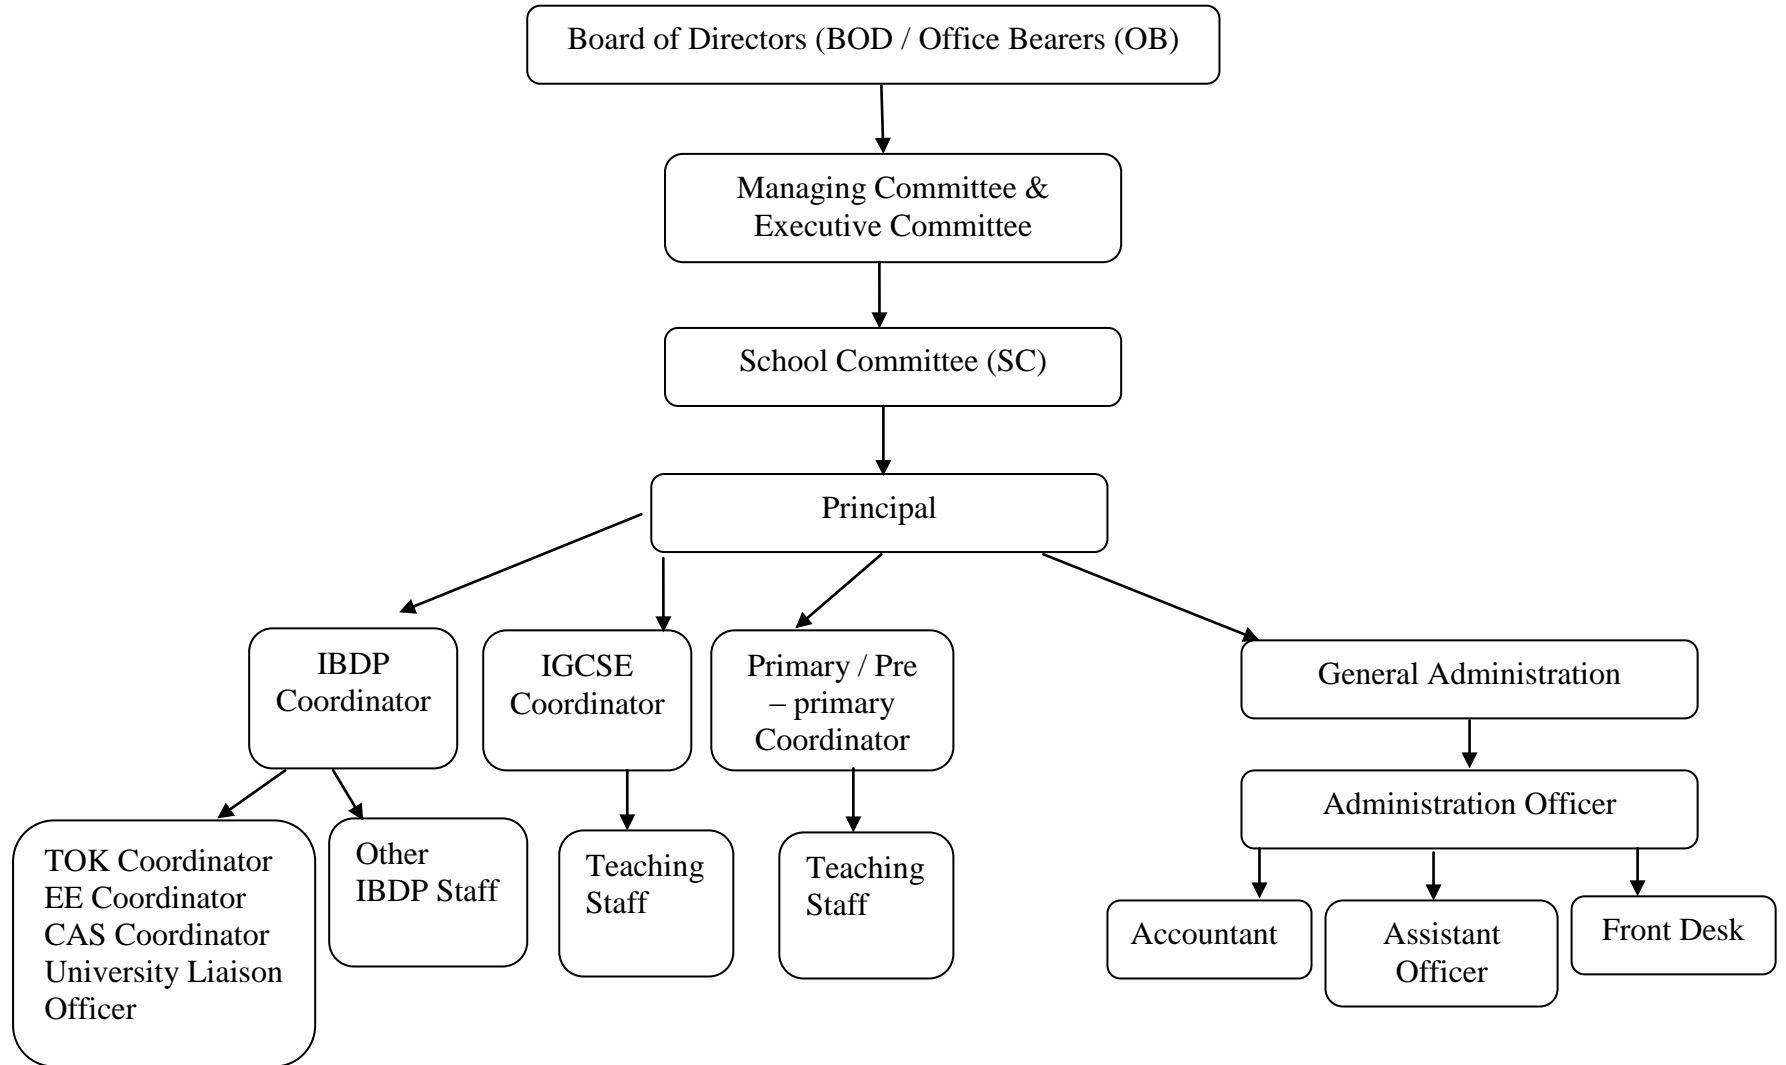 Board of Directors (BOD / Office Bearers (OB)
Managing Committee &
Executive Committee
School Committee (SC)
Principal
IBDP
Coordinator
IGCSE
Coordinator
Primary / Pre
– primary
Coordinator
General Administration
Administration Officer
TOK Coordinator
EE Coordinator
CAS Coordinator
University Liaison
Officer
Other
IBDP Staff
Teaching
Staff
Teaching
Staff
Accountant
Assistant
Officer
Front Desk